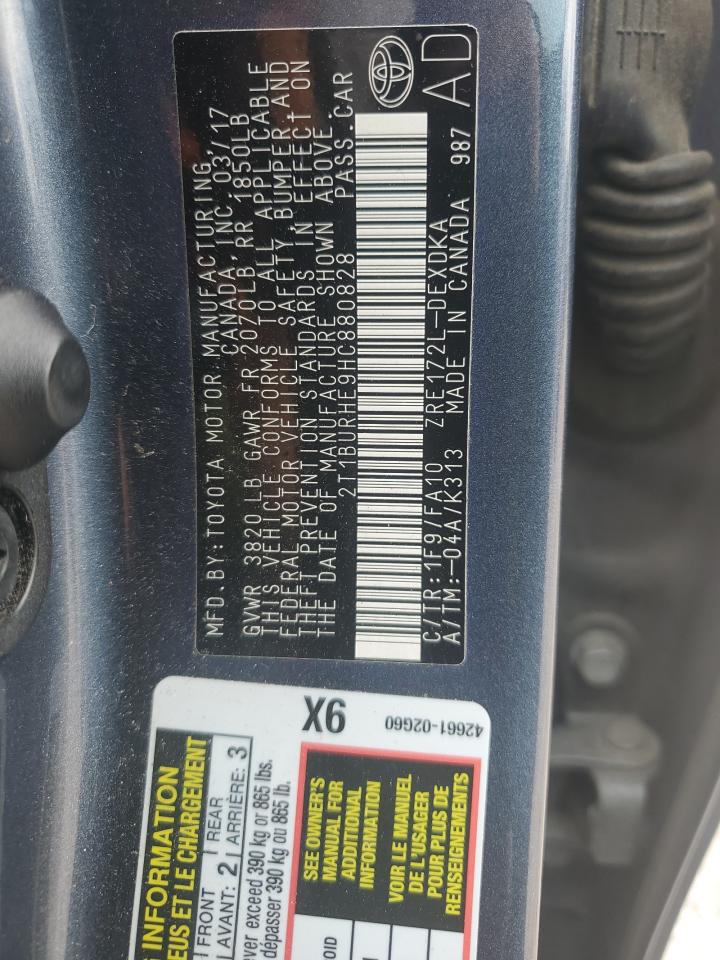 MFD. BY: TOYOTA MOTOR MANUFACTURING
CANADA, INC. 03/17
GVWR 3820 LB GAWR FR 2070LB RR 1850LB
THIS VEHICLE CONFORMS TO ALL APPLICABLE
FEDERAL MOTOR VEHICLE SAFETY, BUMPER, AND
THEFT PREVENTION STANDARDS IN EFFECT ON
THE DATE OF MANUFACTURE SHOWN ABOVE.
2T1BURHE9HC880828 PASS. CAR
C/TR: 1F9/FA10 ZRE172L-DEXDKA
A/TM: -04A/K313 MADE IN CANADA 987
AD
9X
42661-02G60
INFORMATION
ET LE CHARGEMENT
FRONT
AVANT: 2
REAR
ARRIÈRE: 3
exceed 390 kg or 865 lbs.
dépasser 390 kg ou 865 lb.
SEE OWNER'S
MANUAL FOR
ADDITIONAL
INFORMATION
VOIR LE MANUEL
DE L'USAGER
POUR PLUS DE
RENSEIGNEMENTS